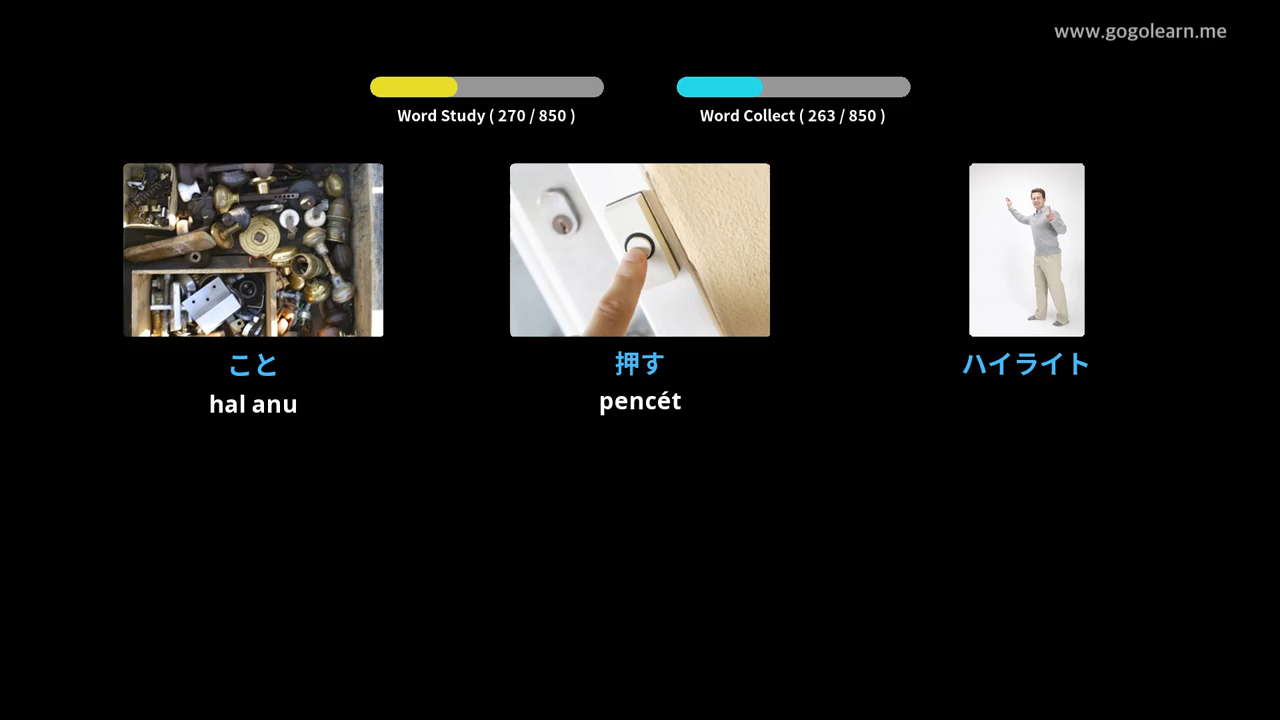 www.gogolearn.me
Word Study ( 270 / 850 )
Word Collect ( 263 / 850 )
こと
hal anu
押す
pencét
ハイライト